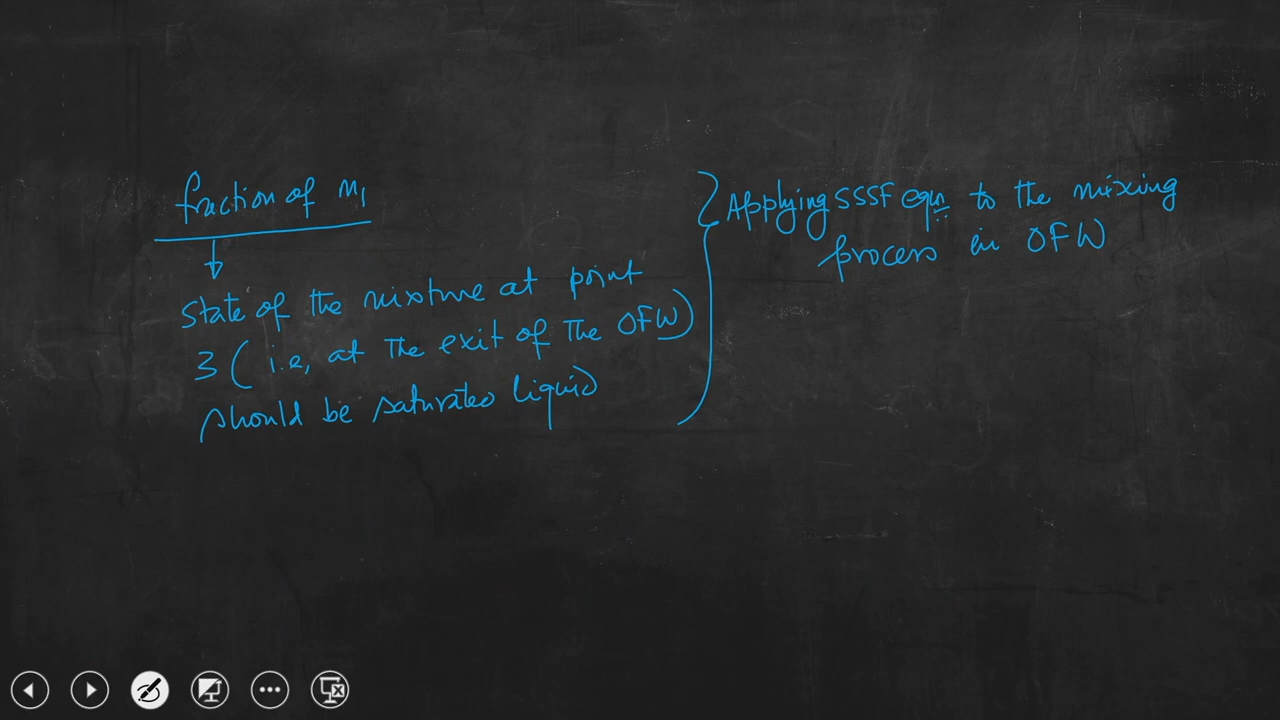 fraction of m1
State of the mixture at point
3 (i.e, at the exit of the OFW)
should be saturated liquid
Applying SSSF eqn to the mixing
process in OFW